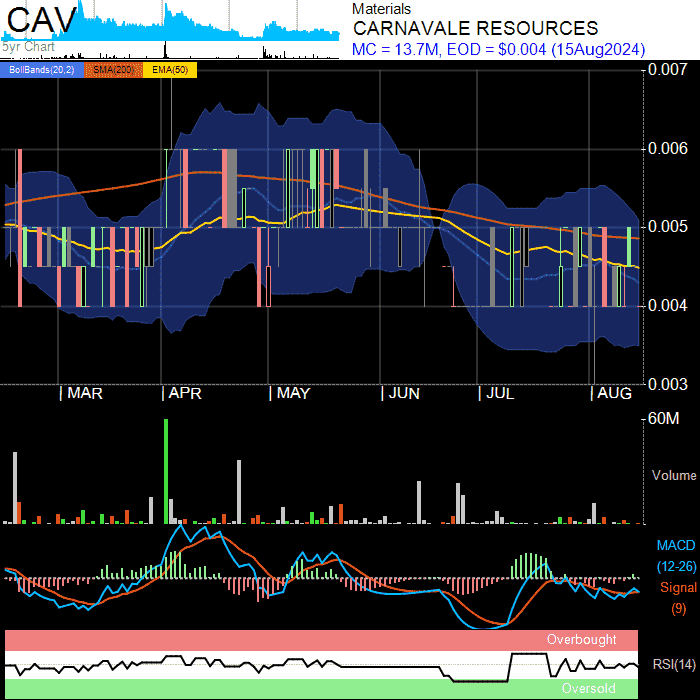 CAV
5yr Chart
Materials
CARNAVALE RESOURCES
MC = 13.7M, EOD = $0.004 (15Aug2024)
BollBands(20,2) SMA(200) EMA(50)
0.007
0.006
0.005
0.004
0.003
MAR APR MAY JUN JUL AUG
60M
Volume
MACD
(12-26)
Signal
(9)
Overbought
RSI(14)
Oversold